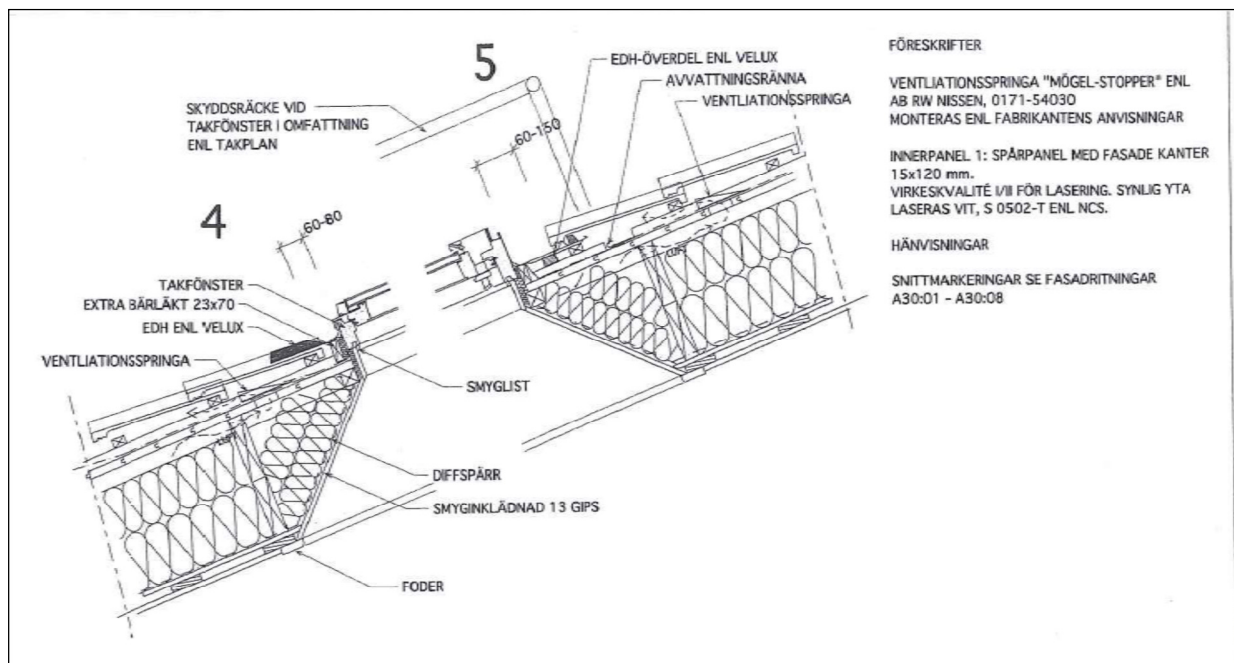 4
5
SKYDDSRÄCKE VID
TAKFÖNSTER I OMFATTNING
ENL TAKPLAN
60-80
60-150
EDH-ÖVERDEL ENL VELUX
AVVATTNINGSRÄNNA
VENTLIATIONSSPRINGA
TAKFÖNSTER
EXTRA BÄRLÄKT 23x70
EDH ENL VELUX
VENTLIATIONSSPRINGA
SMYGLIST
DIFFSPÄRR
SMYGINKLÄDNAD 13 GIPS
FODER
FÖRESKRIFTER
VENTLIATIONSSPRINGA "MÖGEL-STOPPER" ENL
AB RW NISSEN, 0171-54030
MONTERAS ENL FABRIKANTENS ANVISNINGAR
INNERPANEL 1: SPÅRPANEL MED FASADE KANTER
15x120 mm.
VIRKESKVALITÉ I/II FÖR LASERING. SYNLIG YTA
LASERAS VIT, S 0502-T ENL NCS.
HÄNVISNINGAR
SNITTMARKERINGAR SE FASADRITNINGAR
A30:01 - A30:08